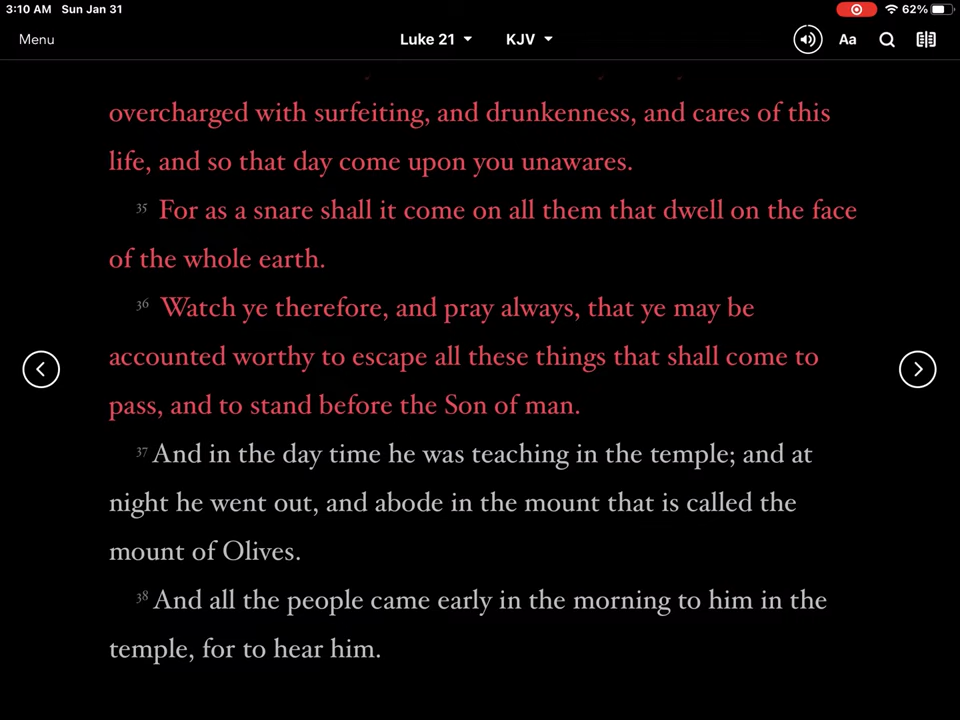 3:10 AM Sun Jan 31 62%
Menu Luke 21 KJV Aa
overcharged with surfeiting, and drunkenness, and cares of this
life, and so that day come upon you unawares.
35 For as a snare shall it come on all them that dwell on the face
of the whole earth.
36 Watch ye therefore, and pray always, that ye may be
accounted worthy to escape all these things that shall come to
pass, and to stand before the Son of man.
37 And in the day time he was teaching in the temple; and at
night he went out, and abode in the mount that is called the
mount of Olives.
38 And all the people came early in the morning to him in the
temple, for to hear him.